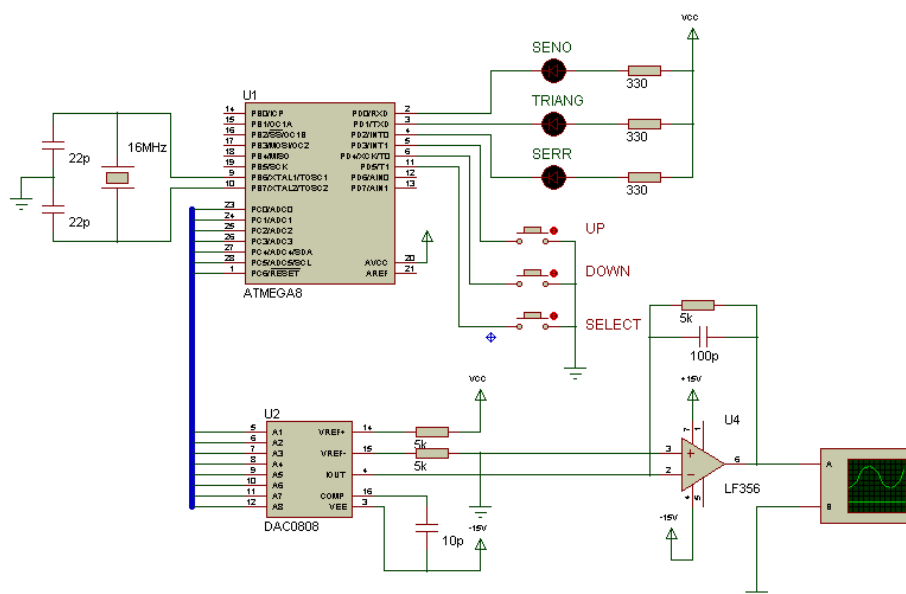 VCC
SENO
330
TRIANG
330
SERR
330
U1
14 PB0/ICP PD0/RXD 2
15 PB1/OC1A PD1/TXD 3
16 PB2/SS/OC1B PD2/INT0 4
17 PB3/MOSI/OC2 PD3/INT1 5
18 PB4/MISO PD4/XCK/T0 6
19 PB5/SCK PD5/T1 11
9 PB6/XTAL1/TOSC1 PD6/AIN0 12
10 PB7/XTAL2/TOSC2 PD7/AIN1 13
23 PC0/ADC0
24 PC1/ADC1
25 PC2/ADC2
26 PC3/ADC3
27 PC4/ADC4/SDA
28 PC5/ADC5/SCL AVCC 20
1 PC6/RESET AREF 21
ATMEGA8
22p
16MHz
22p
UP
DOWN
SELECT
5k
100p
U2
5 A1 VREF+ 14
6 A2
7 A3 VREF- 15
8 A4
9 A5 IOUT 4
10 A6
11 A7 COMP 16
12 A8 VEE 3
DAC0808
VCC
5k
5k
10p
-15V
+15V
U4
7 1
3
2
6
4 5
LF356
-15V
A
B